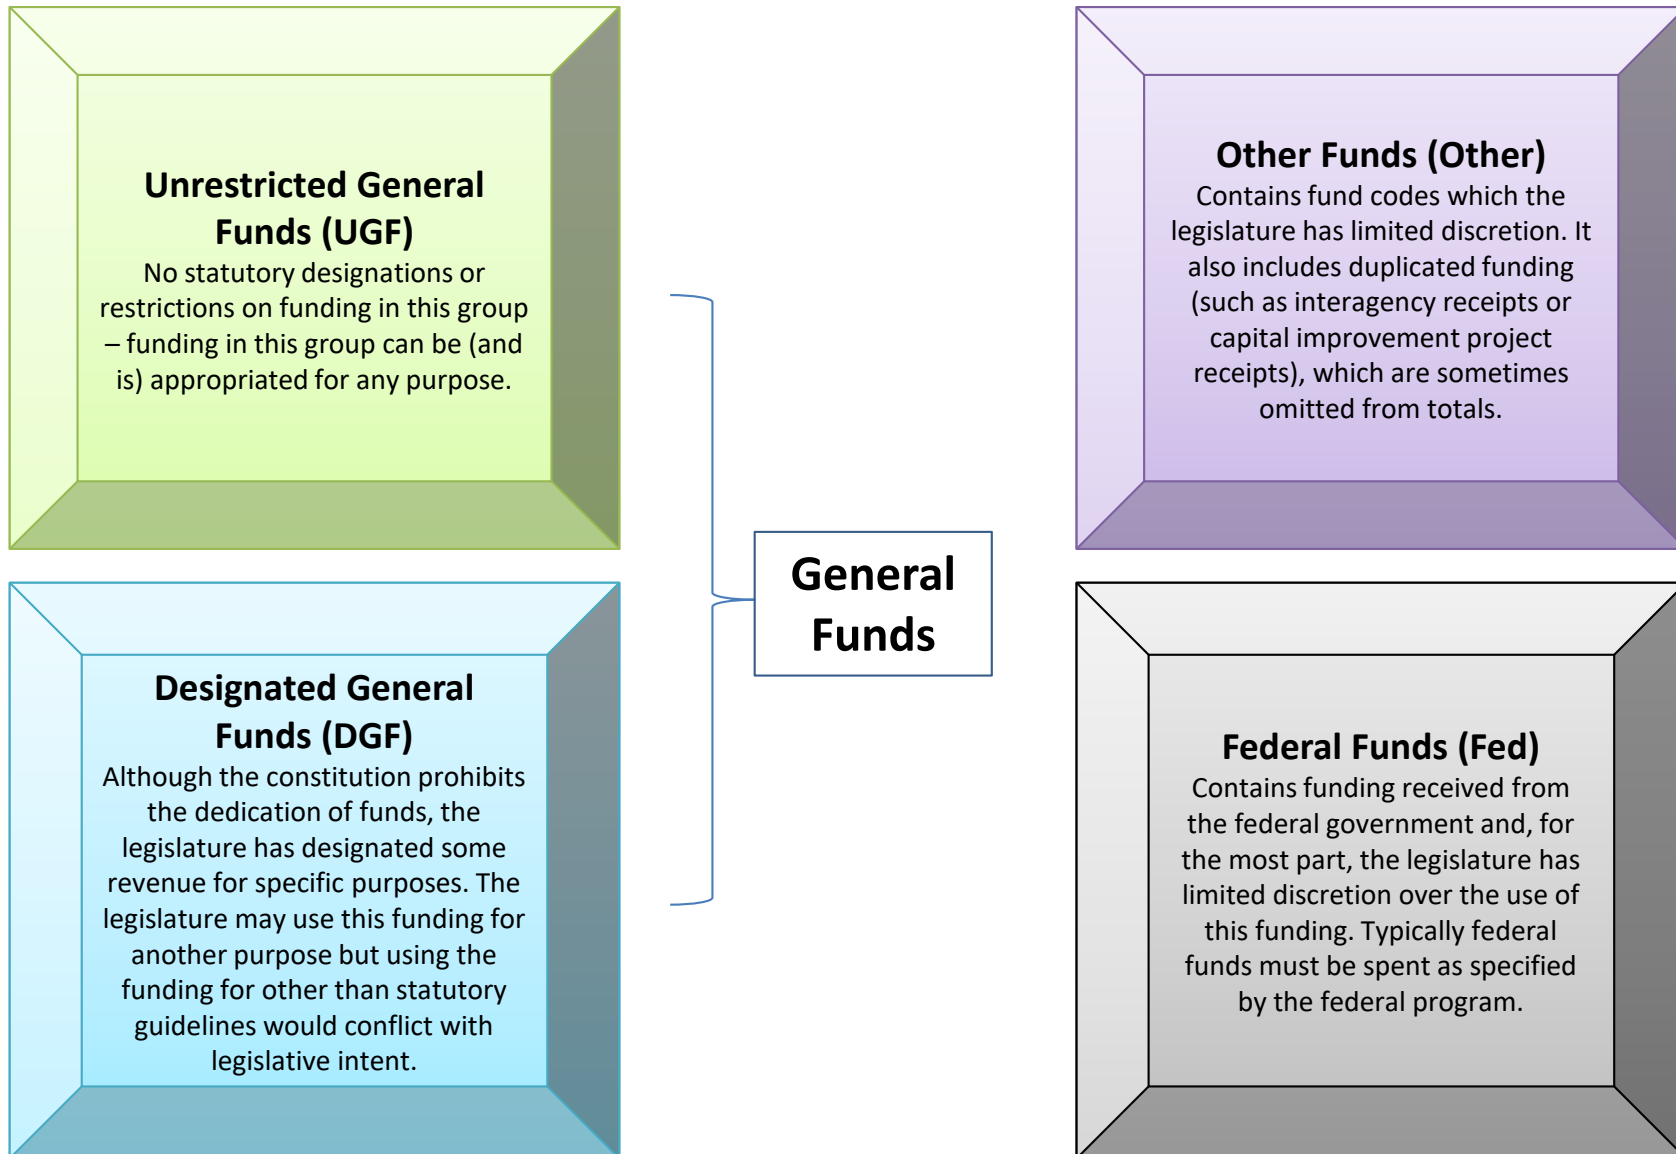 Unrestricted General
Funds (UGF)
No statutory designations or
restrictions on funding in this group
– funding in this group can be (and
is) appropriated for any purpose.
Designated General
Funds (DGF)
Although the constitution prohibits
the dedication of funds, the
legislature has designated some
revenue for specific purposes. The
legislature may use this funding for
another purpose but using the
funding for other than statutory
guidelines would conflict with
legislative intent.
General
Funds
Other Funds (Other)
Contains fund codes which the
legislature has limited discretion. It
also includes duplicated funding
(such as interagency receipts or
capital improvement project
receipts), which are sometimes
omitted from totals.
Federal Funds (Fed)
Contains funding received from
the federal government and, for
the most part, the legislature has
limited discretion over the use of
this funding. Typically federal
funds must be spent as specified
by the federal program.